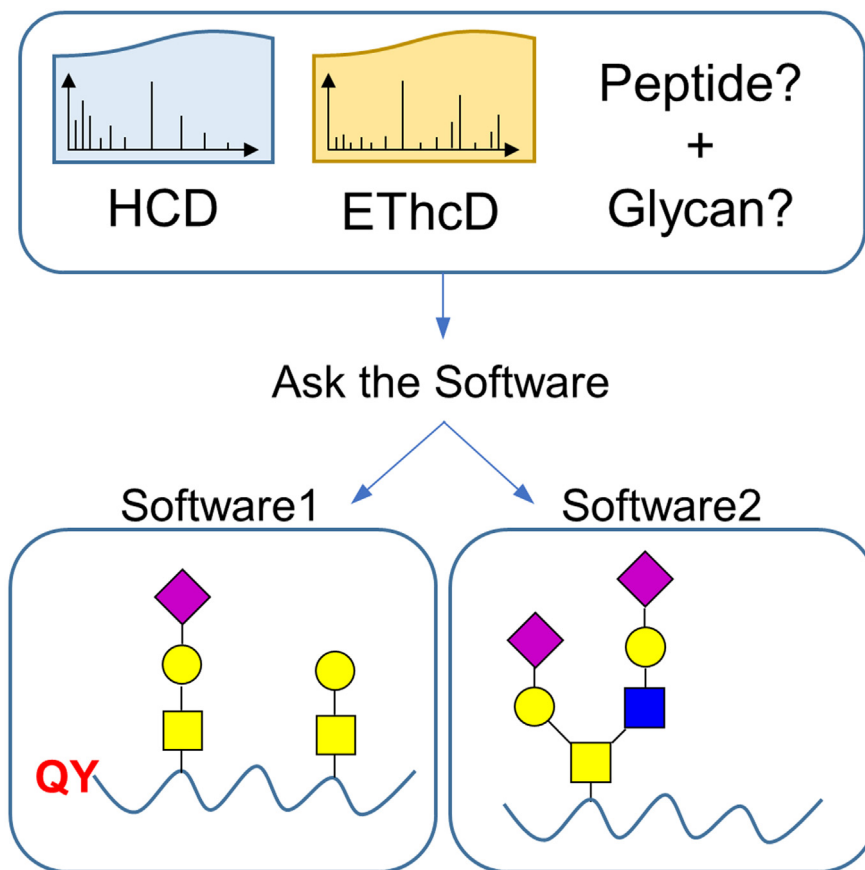 HCD
EThcD
Peptide?
+
Glycan?
Ask the Software
Software1
Software2
QY